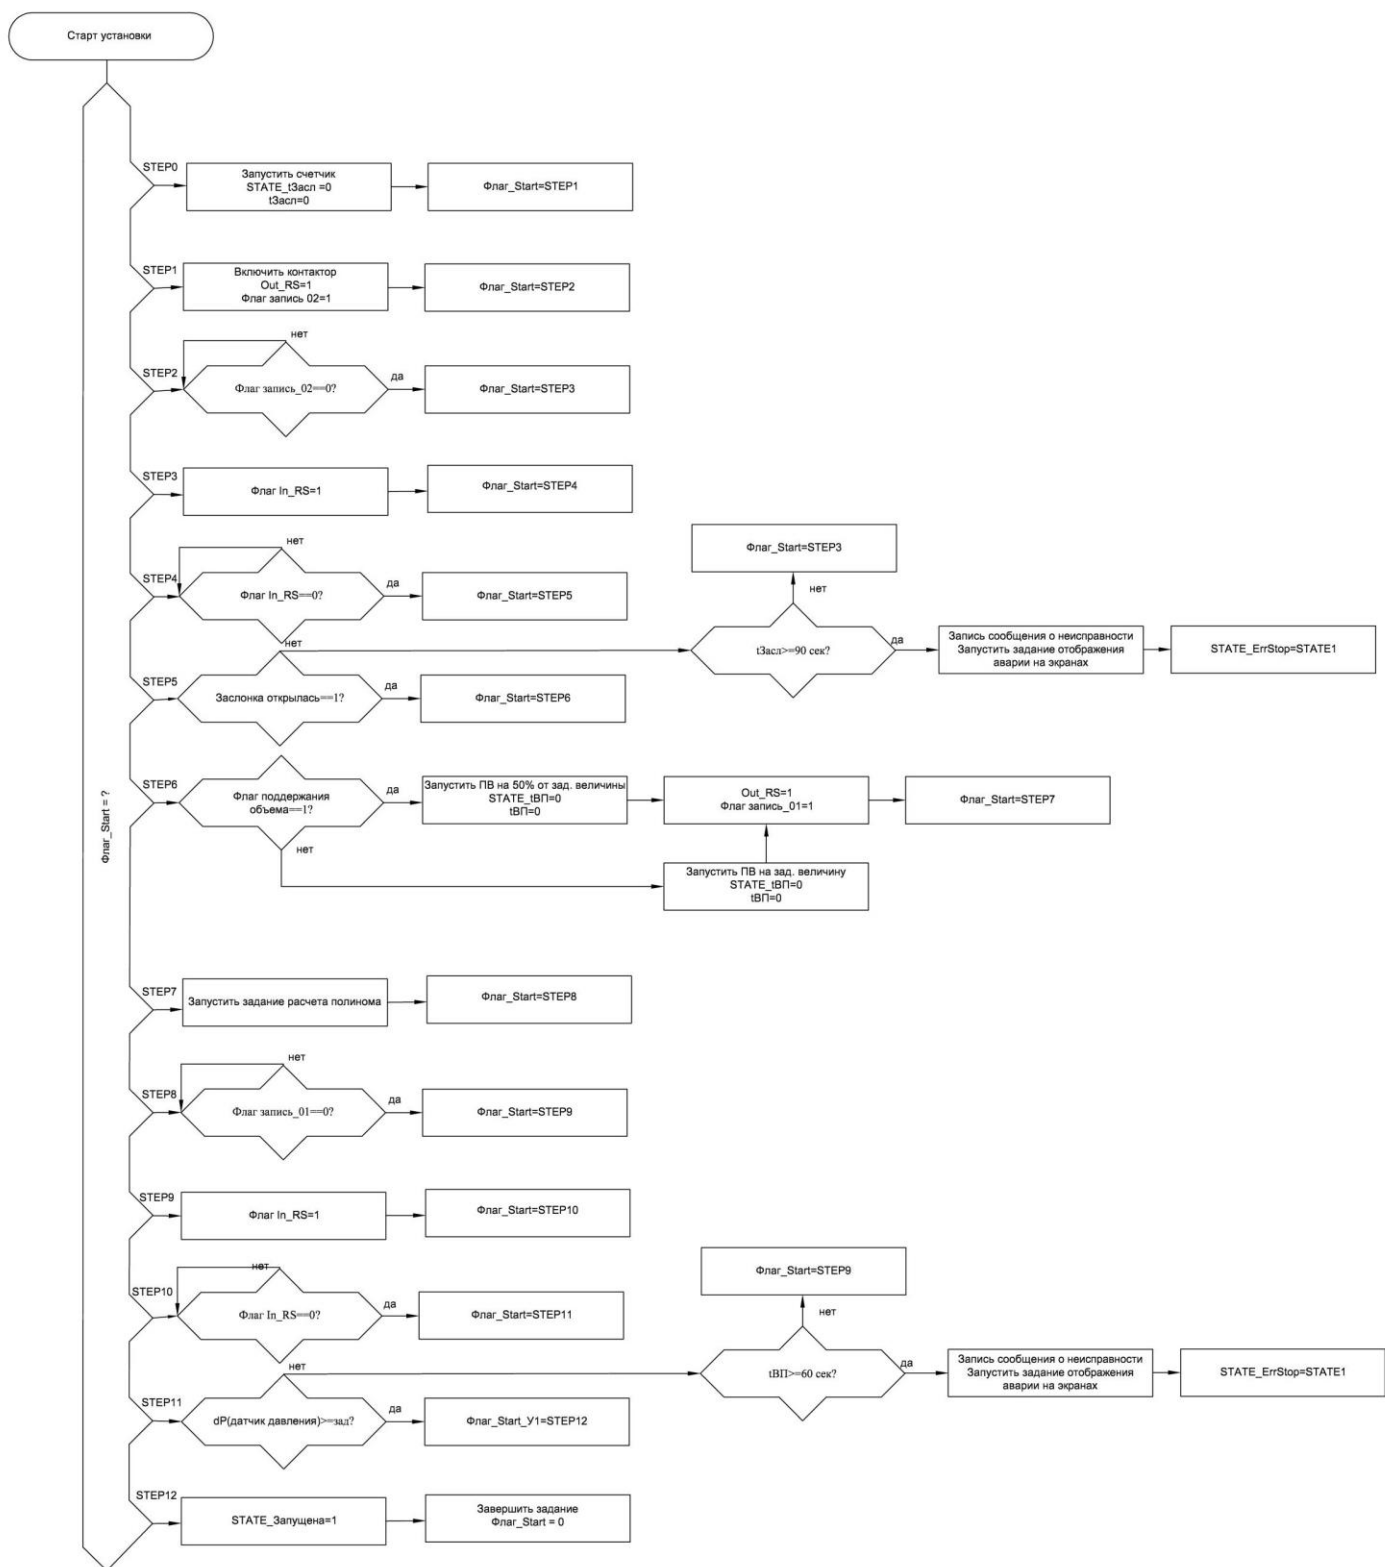 Старт установки
Флаг_Start = ?
STEP0
Запустить счетчик
STATE_tЗасл =0
tЗасл=0
Флаг_Start=STEP1
STEP1
Включить контактор
Out_RS=1
Флаг запись 02=1
Флаг_Start=STEP2
нет
STEP2
Флаг запись_02==0?
да
Флаг_Start=STEP3
STEP3
Флаг In_RS=1
Флаг_Start=STEP4
нет
STEP4
Флаг In_RS==0?
да
Флаг_Start=STEP5
Флаг_Start=STEP3
нет
нет
tЗасл>=90 сек?
да
Запись сообщения о неисправности
Запустить задание отображения
аварии на экранах
STATE_ErrStop=STATE1
STEP5
Заслонка открылась==1?
да
Флаг_Start=STEP6
STEP6
Флаг поддержания
объема==1?
да
Запустить ПВ на 50% от зад. величины
STATE_tВП=0
tВП=0
Out_RS=1
Флаг запись_01=1
Флаг_Start=STEP7
нет
Запустить ПВ на зад. величину
STATE_tВП=0
tВП=0
STEP7
Запустить задание расчета полинома
Флаг_Start=STEP8
нет
STEP8
Флаг запись_01==0?
да
Флаг_Start=STEP9
STEP9
Флаг In_RS=1
Флаг_Start=STEP10
нет
STEP10
Флаг In_RS==0?
да
Флаг_Start=STEP11
Флаг_Start=STEP9
нет
нет
tВП>=60 сек?
да
Запись сообщения о неисправности
Запустить задание отображения
аварии на экранах
STATE_ErrStop=STATE1
STEP11
dP(датчик давления)>=зад?
да
Флаг_Start_У1=STEP12
STEP12
STATE_Запущена=1
Завершить задание
Флаг_Start = 0